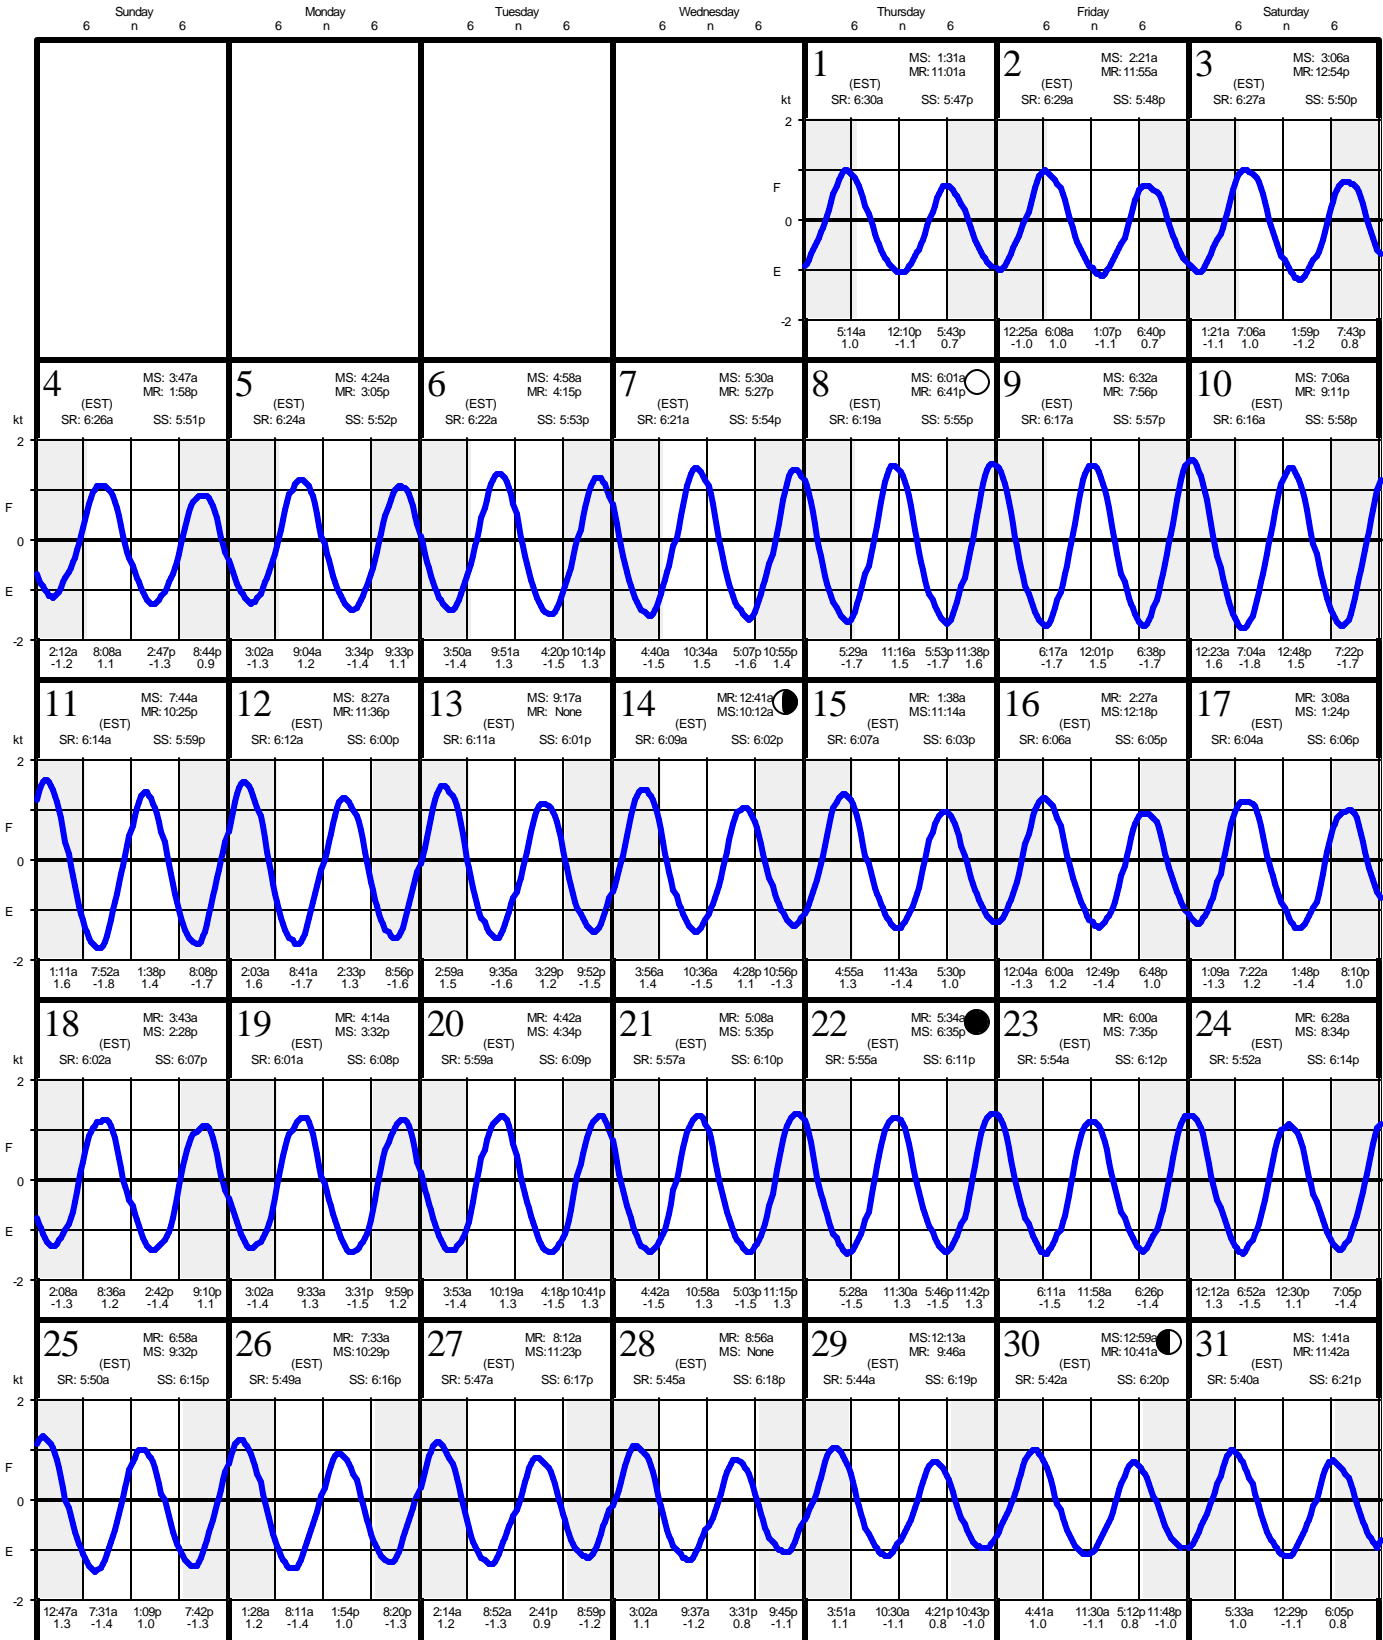 Sunday Monday Tuesday Wednesday Thursday Friday Saturday
6 n 6 6 n 6 6 n 6 6 n 6 6 n 6 6 n 6 6 n 6
1 MS: 1:31a 2 MS: 2:21a 3 MS: 3:06a
MR: 11:01a MR: 11:55a MR: 12:54p
(EST) (EST) (EST)
kt SR: 6:30a SS: 5:47p SR: 6:29a SS: 5:48p SR: 6:27a SS: 5:50p
2
F
0
E
-2
5:14a 12:10p 5:43p 12:25a 6:08a 1:07p 6:40p 1:21a 7:06a 1:59p 7:43p
1.0 -1.1 0.7 -1.0 1.0 -1.1 0.7 -1.1 1.0 -1.2 0.8
4 MS: 3:47a 5 MS: 4:24a 6 MS: 4:58a 7 MS: 5:30a 8 MS: 6:01a 9 MS: 6:32a 10 MS: 7:06a
MR: 1:58p MR: 3:05p MR: 4:15p MR: 5:27p MR: 6:41p MR: 7:56p MR: 9:11p
(EST) (EST) (EST) (EST) (EST) (EST) (EST)
kt SR: 6:26a SS: 5:51p SR: 6:24a SS: 5:52p SR: 6:22a SS: 5:53p SR: 6:21a SS: 5:54p SR: 6:19a SS: 5:55p SR: 6:17a SS: 5:57p SR: 6:16a SS: 5:58p
2
F
0
E
-2
2:12a 8:08a 2:47p 8:44p 3:02a 9:04a 3:34p 9:33p 3:50a 9:51a 4:20p 10:14p 4:40a 10:34a 5:07p 10:55p 5:29a 11:16a 5:53p 11:38p 6:17a 12:01p 6:38p 12:23a 7:04a 12:48p 7:22p
-1.2 1.1 -1.3 0.9 -1.3 1.2 -1.4 1.1 -1.4 1.3 -1.5 1.3 -1.5 1.5 -1.6 1.4 -1.7 1.5 -1.7 1.6 -1.7 1.5 -1.7 1.6 -1.8 1.5 -1.7
11 MS: 7:44a 12 MS: 8:27a 13 MS: 9:17a 14 MR: 12:41a 15 MR: 1:38a 16 MR: 2:27a 17 MR: 3:08a
MR: 10:25p MR: 11:36p MR: None MS: 10:12a MS: 11:14a MS: 12:18p MS: 1:24p
(EST) (EST) (EST) (EST) (EST) (EST) (EST)
kt SR: 6:14a SS: 5:59p SR: 6:12a SS: 6:00p SR: 6:11a SS: 6:01p SR: 6:09a SS: 6:02p SR: 6:07a SS: 6:03p SR: 6:06a SS: 6:05p SR: 6:04a SS: 6:06p
2
F
0
E
-2
1:11a 7:52a 1:38p 8:08p 2:03a 8:41a 2:33p 8:56p 2:59a 9:35a 3:29p 9:52p 3:56a 10:36a 4:28p 10:56p 4:55a 11:43a 5:30p 12:04a 6:00a 12:49p 6:48p 1:09a 7:22a 1:48p 8:10p
1.6 -1.8 1.4 -1.7 1.6 -1.7 1.3 -1.6 1.5 -1.6 1.2 -1.5 1.4 -1.5 1.1 -1.3 1.3 -1.4 1.0 -1.3 1.2 -1.4 1.0 -1.3 1.2 -1.4 1.0
18 MR: 3:43a 19 MR: 4:14a 20 MR: 4:42a 21 MR: 5:08a 22 MR: 5:34a 23 MR: 6:00a 24 MR: 6:28a
MS: 2:28p MS: 3:32p MS: 4:34p MS: 5:35p MS: 6:35p MS: 7:35p MS: 8:34p
(EST) (EST) (EST) (EST) (EST) (EST) (EST)
kt SR: 6:02a SS: 6:07p SR: 6:01a SS: 6:08p SR: 5:59a SS: 6:09p SR: 5:57a SS: 6:10p SR: 5:55a SS: 6:11p SR: 5:54a SS: 6:12p SR: 5:52a SS: 6:14p
2
F
0
E
-2
2:08a 8:36a 2:42p 9:10p 3:02a 9:33a 3:31p 9:59p 3:53a 10:19a 4:18p 10:41p 4:42a 10:58a 5:03p 11:15p 5:28a 11:30a 5:46p 11:42p 6:11a 11:58a 6:26p 12:12a 6:52a 12:30p 7:05p
-1.3 1.2 -1.4 1.1 -1.4 1.3 -1.5 1.2 -1.4 1.3 -1.5 1.3 -1.5 1.3 -1.5 1.3 -1.5 1.3 -1.5 1.3 -1.5 1.2 -1.4 1.3 -1.5 1.1 -1.4
25 MR: 6:58a 26 MR: 7:33a 27 MR: 8:12a 28 MR: 8:56a 29 MS: 12:13a 30 MS: 12:59a 31 MS: 1:41a
MS: 9:32p MS: 10:29p MS: 11:23p MS: None MR: 9:46a MR: 10:41a MR: 11:42a
(EST) (EST) (EST) (EST) (EST) (EST) (EST)
kt SR: 5:50a SS: 6:15p SR: 5:49a SS: 6:16p SR: 5:47a SS: 6:17p SR: 5:45a SS: 6:18p SR: 5:44a SS: 6:19p SR: 5:42a SS: 6:20p SR: 5:40a SS: 6:21p
2
F
0
E
-2
12:47a 7:31a 1:09p 7:42p 1:28a 8:11a 1:54p 8:20p 2:14a 8:52a 2:41p 8:59p 3:02a 9:37a 3:31p 9:45p 3:51a 10:30a 4:21p 10:43p 4:41a 11:30a 5:12p 11:48p 5:33a 12:29p 6:05p
1.3 -1.4 1.0 -1.3 1.2 -1.4 1.0 -1.3 1.2 -1.3 0.9 -1.2 1.1 -1.2 0.8 -1.1 1.1 -1.1 0.8 -1.0 1.0 -1.1 0.8 -1.0 1.0 -1.1 0.8